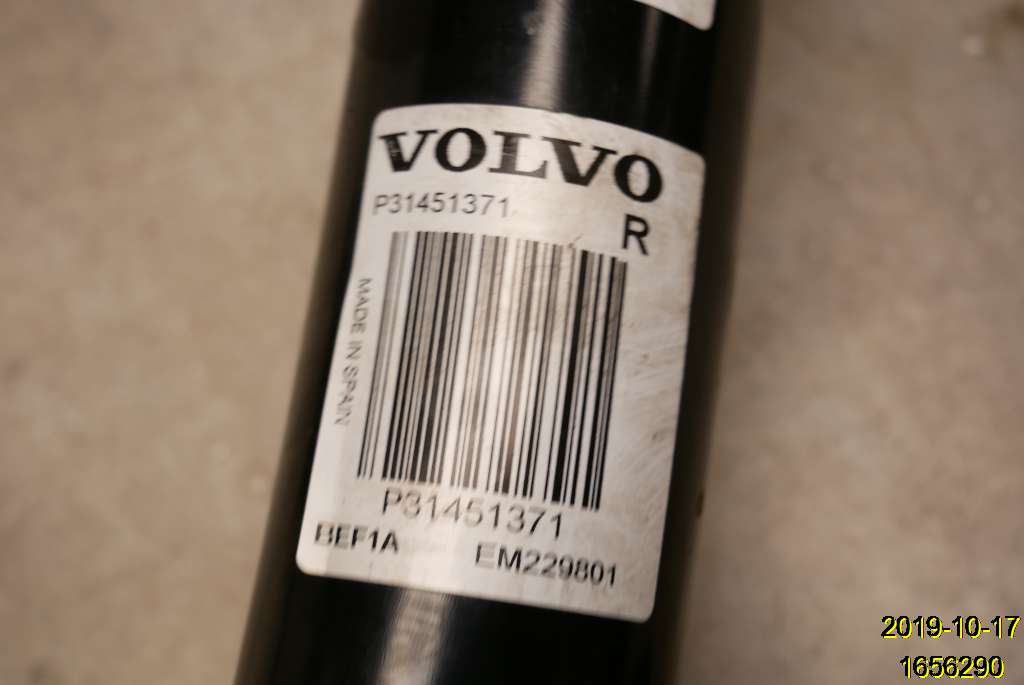 VOLVO
P31451371
R
MADE IN SPAIN
P31451371
BEF1A EM229801
2019-10-17
1656290